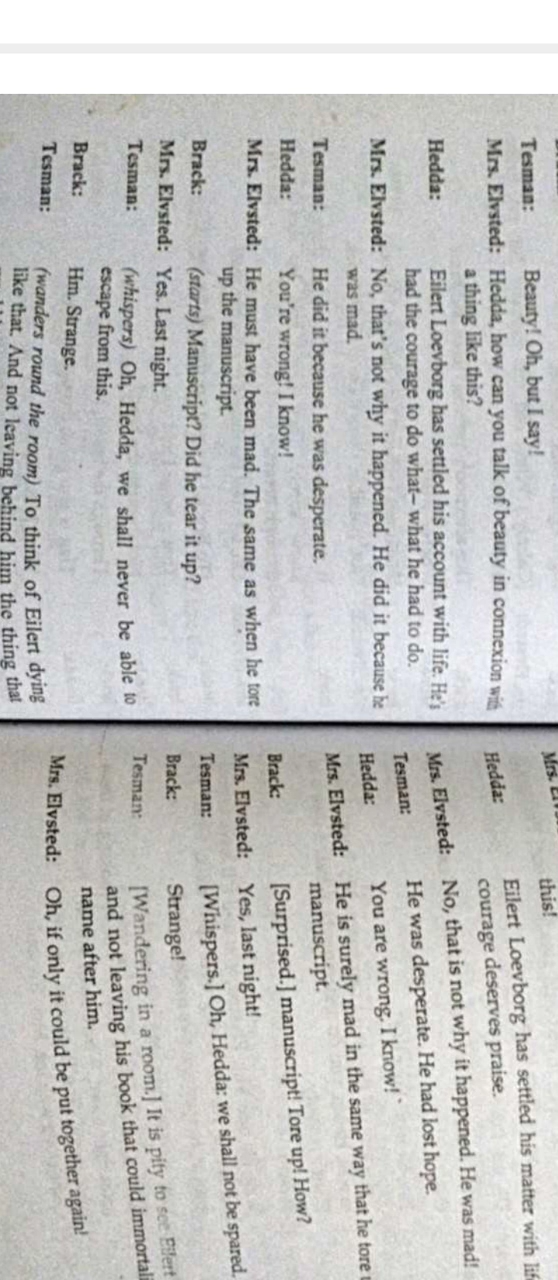 Tesman: Beauty! Oh, but I say!
Mrs. Elvsted: Hedda, how can you talk of beauty in connexion with
a thing like this?
Hedda: Eilert Loevborg has settled his account with life. He's
had the courage to do what– what he had to do.
Mrs. Elvsted: No, that's not why it happened. He did it because he
was mad.
Tesman: He did it because he was desperate.
Hedda: You're wrong! I know!
Mrs. Elvsted: He must have been mad. The same as when he tore
up the manuscript.
Brack: (starts) Manuscript? Did he tear it up?
Mrs. Elvsted: Yes. Last night.
Tesman: (whispers) Oh, Hedda, we shall never be able to
escape from this.
Brack: Hm. Strange.
Tesman: (wanders round the room) To think of Eilert dying
like that. And not leaving behind him the thing that
Mrs.
this!
Hedda: Eilert Loevborg has settled his matter with
courage deserves praise.
Mrs. Elvsted: No, that is not why it happened. He was mad!
Tesman: He was desperate. He had lost hope.
Hedda: You are wrong. I know!
Mrs. Elvsted: He is surely mad in the same way that he tore
manuscript.
Brack: [Surprised.] manuscript! Tore up! How?
Mrs. Elvsted: Yes, last night!
Tesman: [Whispers.] Oh, Hedda: we shall not be spared.
Brack: Strange!
Tesman: [Wandering in a room.] It is pity to see Eilert
and not leaving his book that could
name after him.
Mrs. Elvsted: Oh, if only it could be put together again!